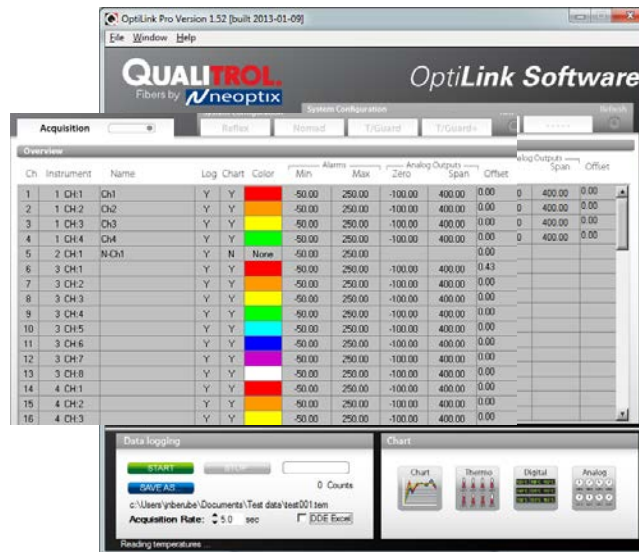 OptiLink Pro Version 1.52 [built 2013-01-09]
File Window Help
QUALITROL.
Fibers by neoptix
OptiLink Software
System Configuration
Refresh
Acquisition Reflex Nomad T/Guard T/Guard+ -----
Overview
Alarms Analog Outputs
Ch Instrument Name Log Chart Color Min Max Zero Span Offset Span Offset
1 1 CH:1 Ch1 Y Y -50.00 250.00 -100.00 400.00 0.00 0 400.00 0.00
2 1 CH:2 Ch2 Y Y -50.00 250.00 -100.00 400.00 0.00 0 400.00 0.00
3 1 CH:3 Ch3 Y Y -50.00 250.00 -100.00 400.00 0.00 0 400.00 0.00
4 1 CH:4 Ch4 Y Y -50.00 250.00 -100.00 400.00 0.00 0 400.00 0.00
5 2 CH:1 N-Ch1 Y N None -50.00 250.00 0.00
6 3 CH:1 Y Y -50.00 250.00 -100.00 400.00 0.43
7 3 CH:2 Y Y -50.00 250.00 -100.00 400.00 0.00
8 3 CH:3 Y Y -50.00 250.00 -100.00 400.00 0.00
9 3 CH:4 Y Y -50.00 250.00 -100.00 400.00 0.00
10 3 CH:5 Y Y -50.00 250.00 -100.00 400.00 0.00
11 3 CH:6 Y Y -50.00 250.00 -100.00 400.00 0.00
12 3 CH:7 Y Y -50.00 250.00 -100.00 400.00 0.00
13 3 CH:8 Y Y -50.00 250.00 -100.00 400.00 0.00
14 4 CH:1 Y Y -50.00 250.00 -100.00 400.00 0.00
15 4 CH:2 Y Y -50.00 250.00 -100.00 400.00 0.00
16 4 CH:3 Y Y -50.00 250.00 -100.00 400.00 0.00
Data logging
START STOP
SAVE AS... 0 Counts
c:\Users\jnberube\Documents\Test data\test001.tem
Acquisition Rate: 5.0 sec DDE Excel
Reading temperatures ...
Chart
Chart Thermo Digital Analog